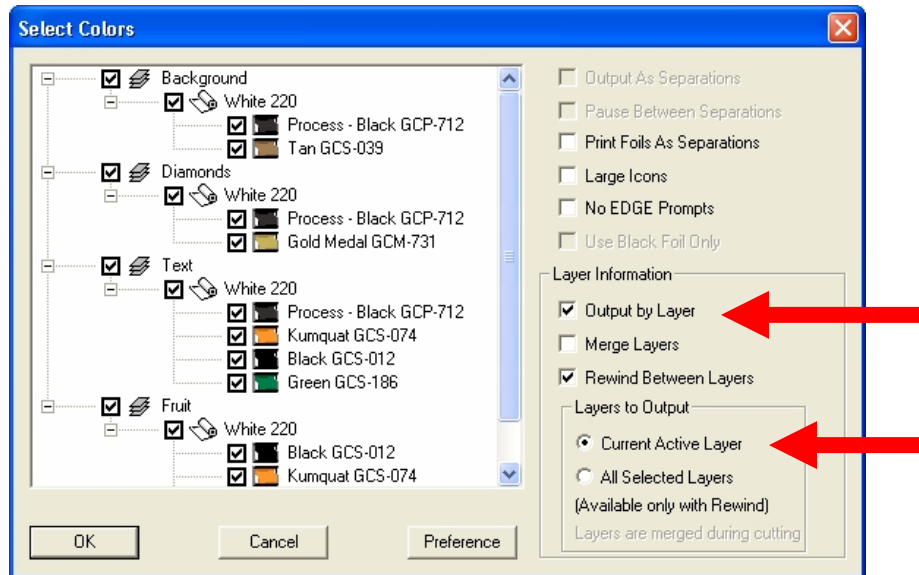 Select Colors
Background
White 220
Process - Black GCP-712
Tan GCS-039
Diamonds
White 220
Process - Black GCP-712
Gold Medal GCM-731
Text
White 220
Process - Black GCP-712
Kumquat GCS-074
Black GCS-012
Green GCS-186
Fruit
White 220
Black GCS-012
Kumquat GCS-074
Output As Separations
Pause Between Separations
Print Foils As Separations
Large Icons
No EDGE Prompts
Use Black Foil Only
Layer Information
Output by Layer
Merge Layers
Rewind Between Layers
Layers to Output
Current Active Layer
All Selected Layers
(Available only with Rewind)
Layers are merged during cutting
OK
Cancel
Preference